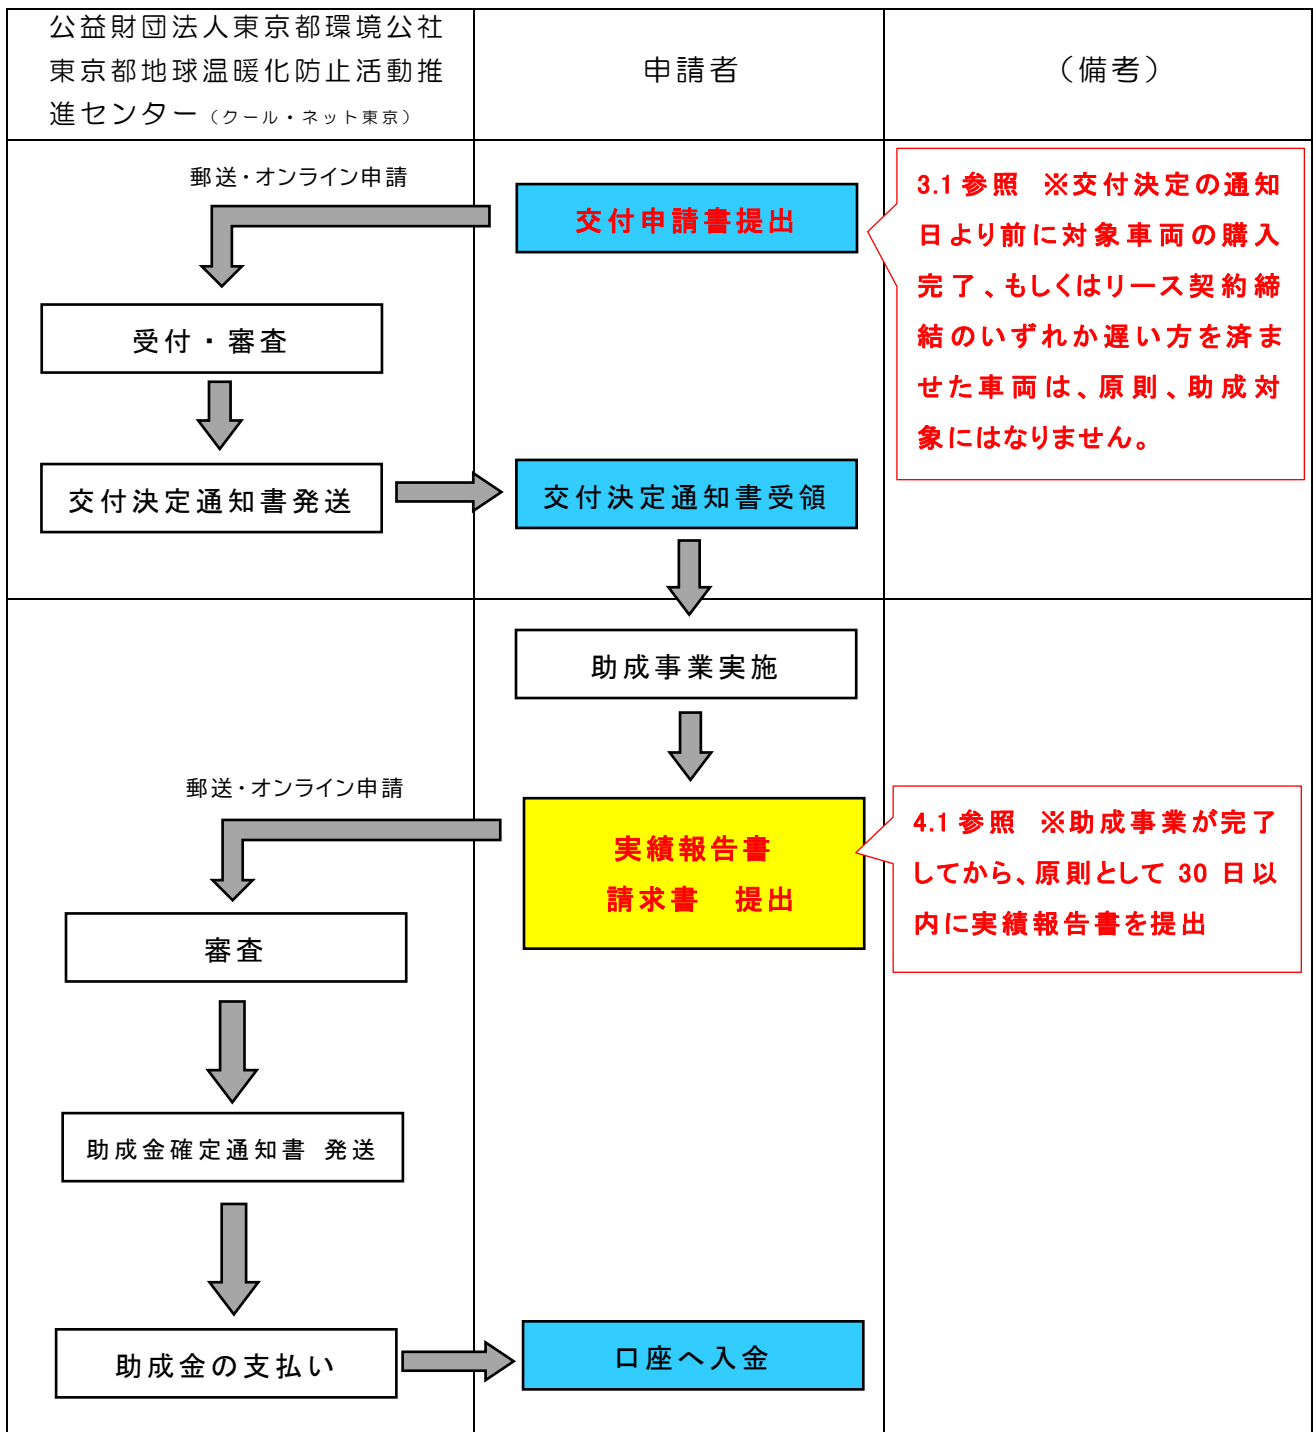 公益財団法人東京都環境公社
東京都地球温暖化防止活動推
進センター（クール・ネット東京）
申請者
（備考）
郵送・オンライン申請
交付申請書提出
3.1 参照　※交付決定の通知
日より前に対象車両の購入
完了、もしくはリース契約締
結のいずれか遅い方を済ま
せた車両は、原則、助成対
象にはなりません。
受付・審査
交付決定通知書発送
交付決定通知書受領
助成事業実施
郵送・オンライン申請
実績報告書
請求書　提出
4.1 参照　※助成事業が完了
してから、原則として 30 日以
内に実績報告書を提出
審査
助成金確定通知書 発送
助成金の支払い
口座へ入金